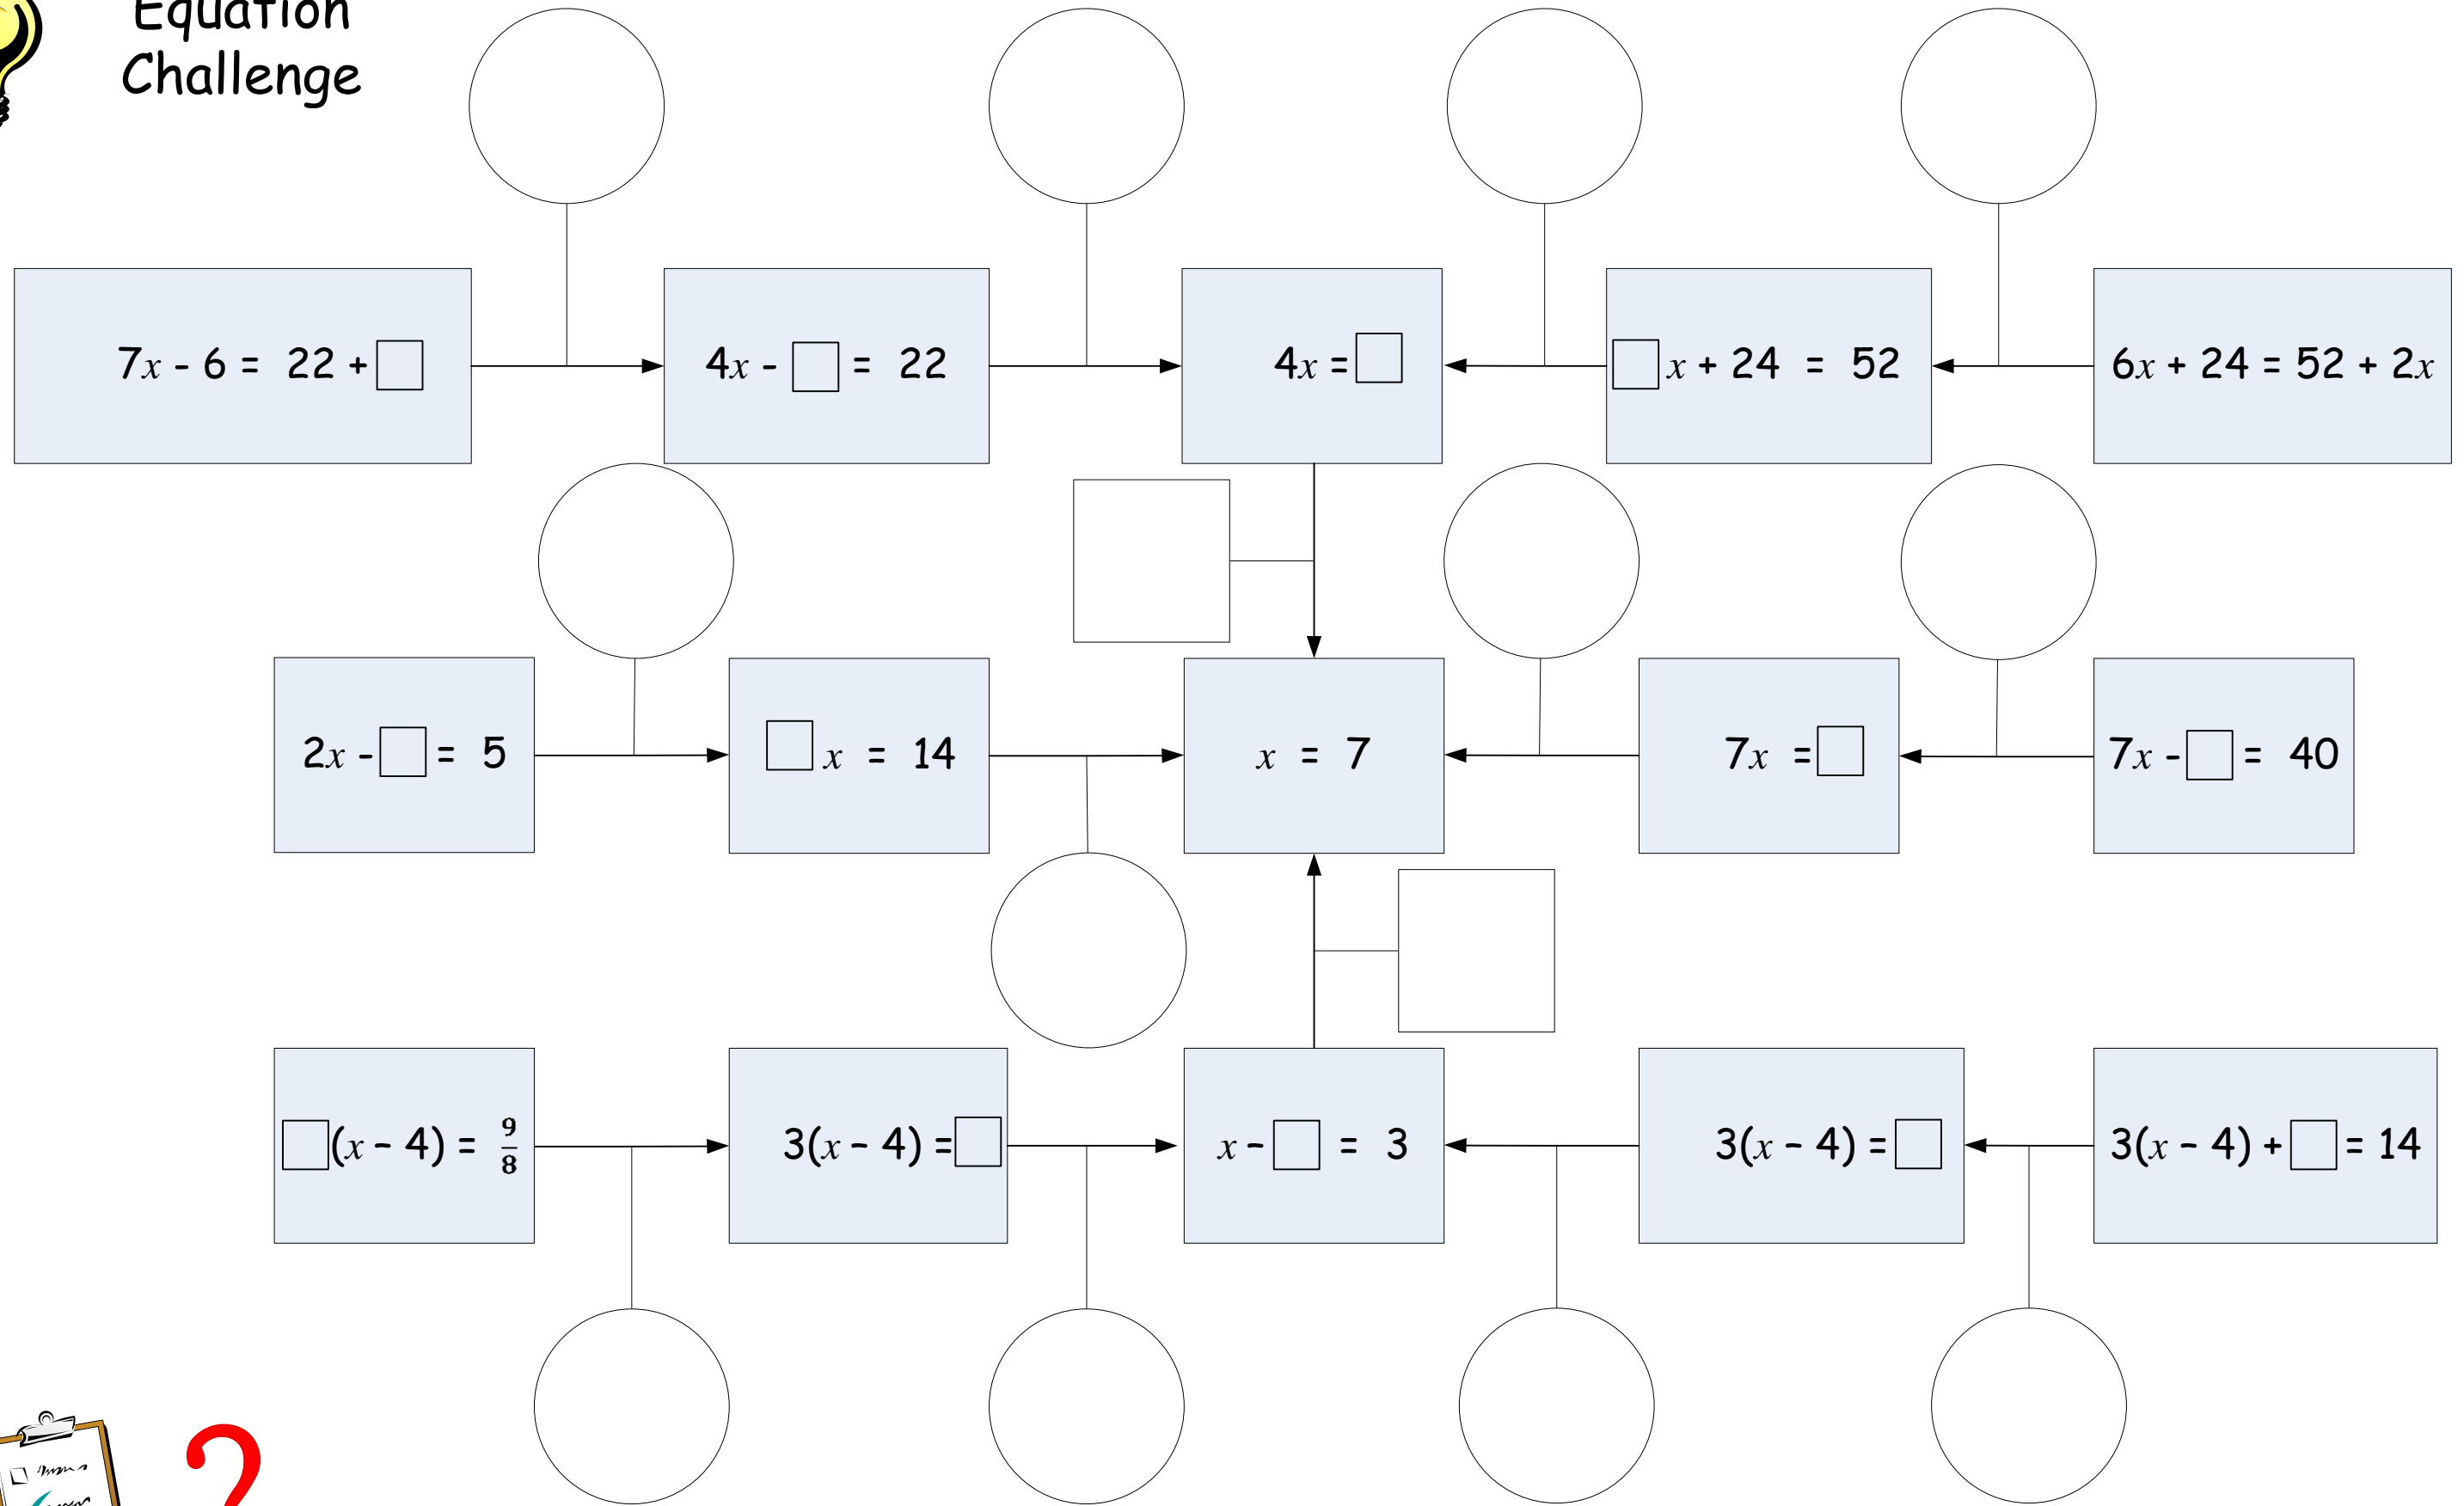 Equation
Challenge
7x - 6 = 22 + □
4x - □ = 22
4x = □
□x + 24 = 52
6x + 24 = 52 + 2x
2x - □ = 5
□x = 14
x = 7
7x = □
7x - □ = 40
□(x - 4) = 9/8
3(x - 4) = □
x - □ = 3
3(x - 4) = □
3(x - 4) + □ = 14